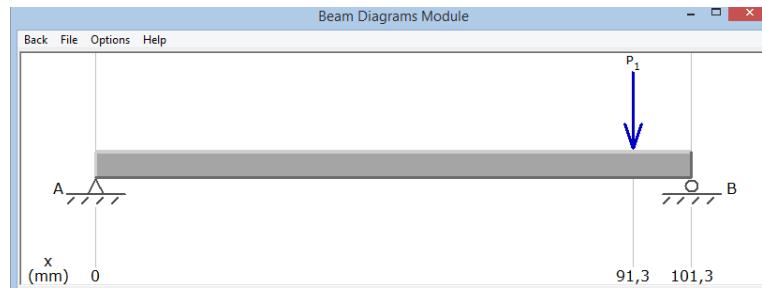 Beam Diagrams Module
Back File Options Help
P1
A
B
x
(mm) 0 91,3 101,3